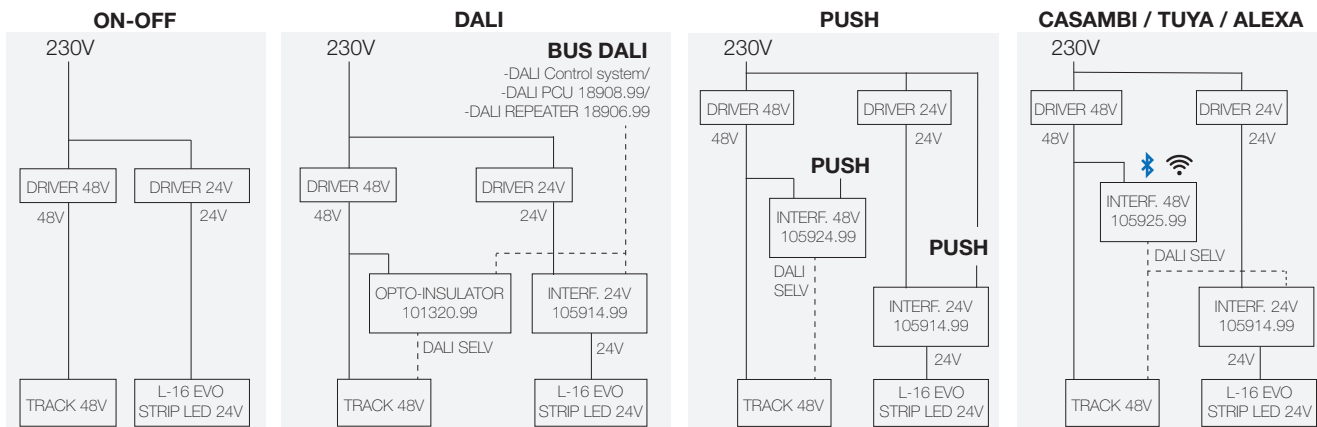 ON-OFF
230V
DRIVER 48V
DRIVER 24V
48V
24V
TRACK 48V
L-16 EVO
STRIP LED 24V
DALI
230V
BUS DALI
-DALI Control system/
-DALI PCU 18908.99/
-DALI REPEATER 18906.99
DRIVER 48V
DRIVER 24V
48V
24V
OPTO-INSULATOR
101320.99
INTERF. 24V
105914.99
DALI SELV
24V
TRACK 48V
L-16 EVO
STRIP LED 24V
PUSH
230V
DRIVER 48V
DRIVER 24V
48V
24V
PUSH
INTERF. 48V
105924.99
PUSH
DALI
SELV
INTERF. 24V
105914.99
24V
TRACK 48V
L-16 EVO
STRIP LED 24V
CASAMBI / TUYA / ALEXA
230V
DRIVER 48V
DRIVER 24V
48V
24V
INTERF. 48V
105925.99
DALI SELV
INTERF. 24V
105914.99
24V
TRACK 48V
L-16 EVO
STRIP LED 24V